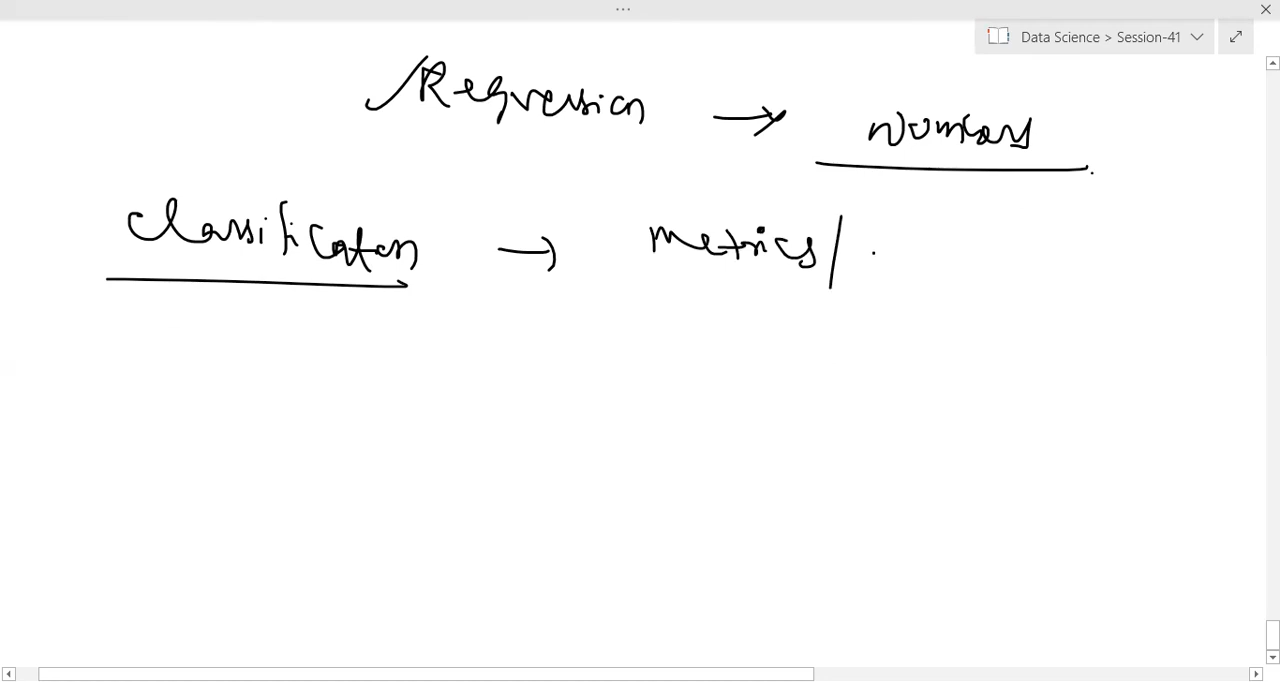 Data Science > Session-41
Regression → Numbers
Classification → metrics/